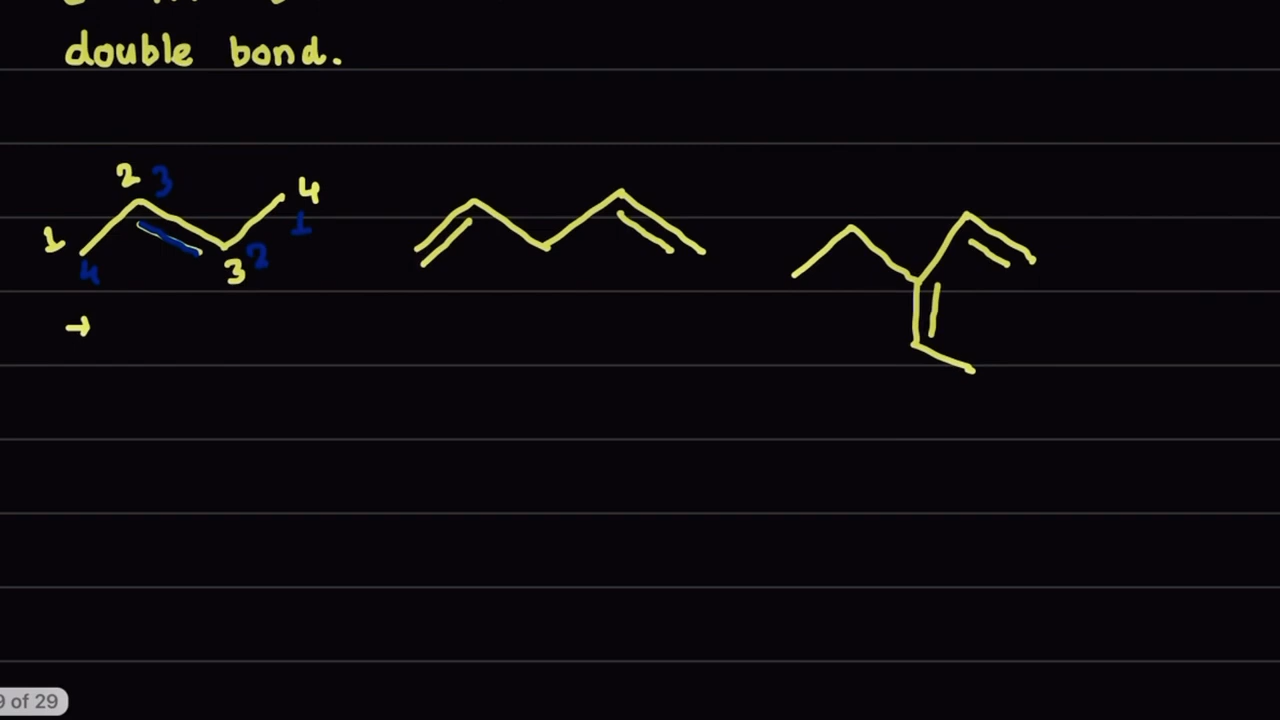 double bond.
2 3 4
1 1
4 3 2
→
9 of 29